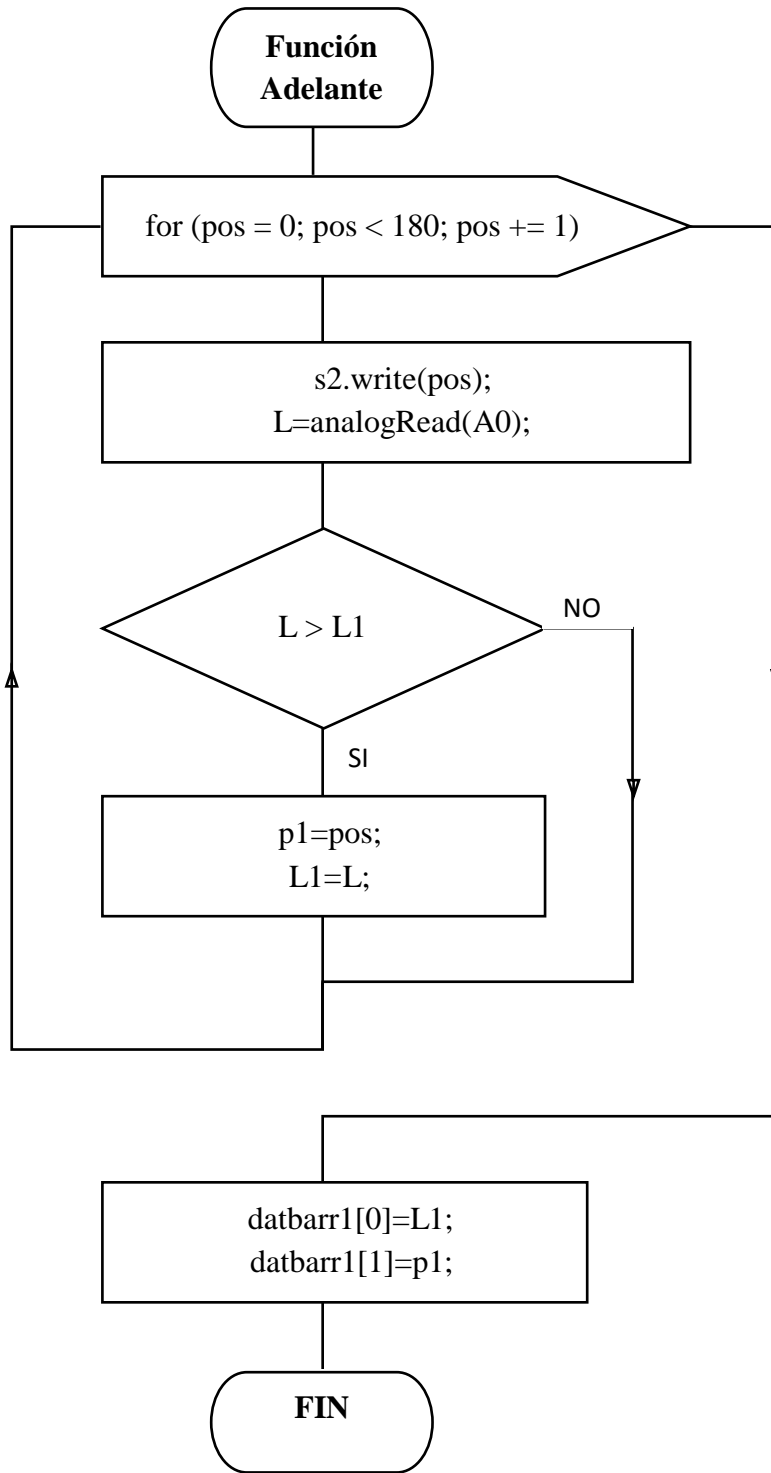 Función
Adelante
for (pos = 0; pos < 180; pos += 1)
s2.write(pos);
L=analogRead(A0);
L > L1
NO
SI
p1=pos;
L1=L;
datbarr1[0]=L1;
datbarr1[1]=p1;
FIN